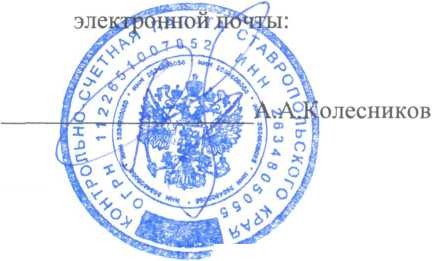 электронной почты:
КОНТРОЛЬНО-СЧЕТНАЯ ПАЛАТА СТАВРОПОЛЬСКОГО КРАЯ
ОГРН 1122651007052 ИНН 2634805055
А.А.Колесников